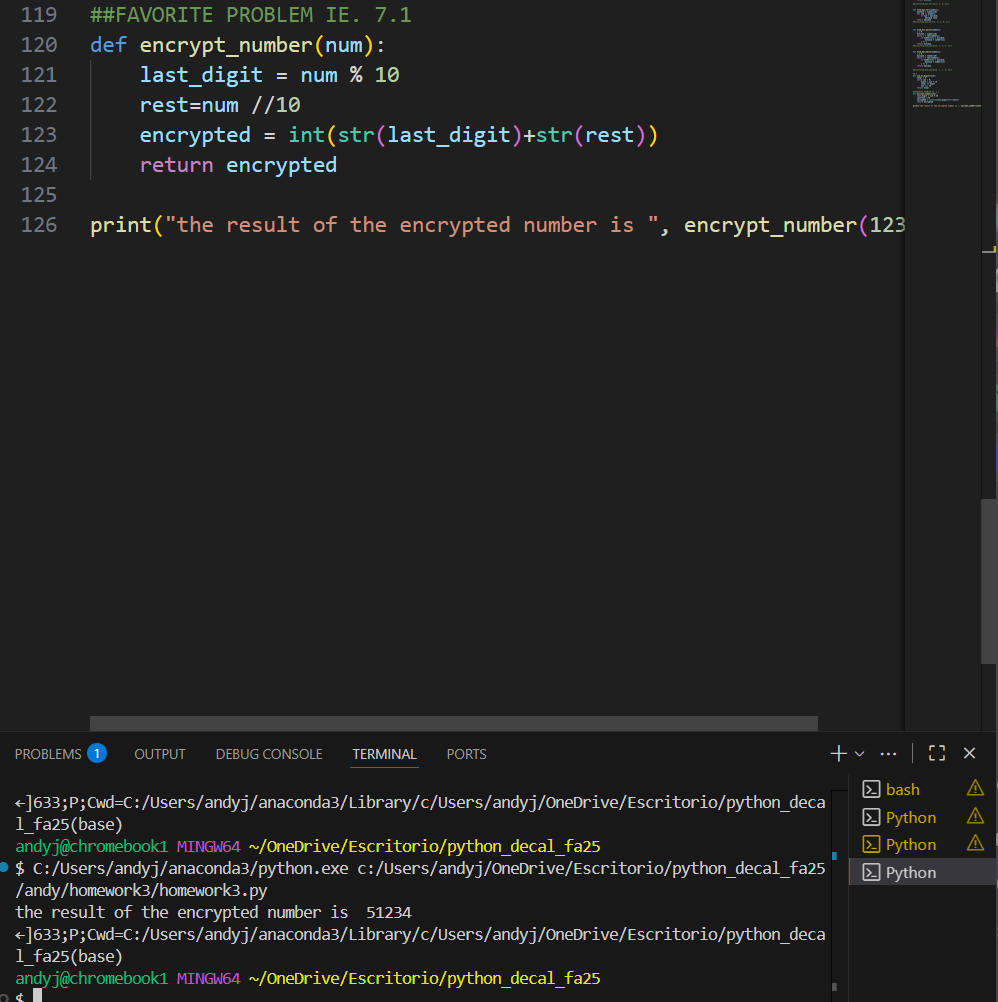 119 ##FAVORITE PROBLEM IE. 7.1
120 def encrypt_number(num):
121     last_digit = num % 10
122     rest=num //10
123     encrypted = int(str(last_digit)+str(rest))
124     return encrypted
125
126 print("the result of the encrypted number is ", encrypt_number(123
PROBLEMS 1 OUTPUT DEBUG CONSOLE TERMINAL PORTS
←]633;P;Cwd=C:/Users/andyj/anaconda3/Library/c/Users/andyj/OneDrive/Escritorio/python_deca
l_fa25(base)
andyj@chromebook1 MINGW64 ~/OneDrive/Escritorio/python_decal_fa25
$ C:/Users/andyj/anaconda3/python.exe c:/Users/andyj/OneDrive/Escritorio/python_decal_fa25
/andy/homework3/homework3.py
the result of the encrypted number is  51234
←]633;P;Cwd=C:/Users/andyj/anaconda3/Library/c/Users/andyj/OneDrive/Escritorio/python_deca
l_fa25(base)
andyj@chromebook1 MINGW64 ~/OneDrive/Escritorio/python_decal_fa25
$
bash
Python
Python
Python